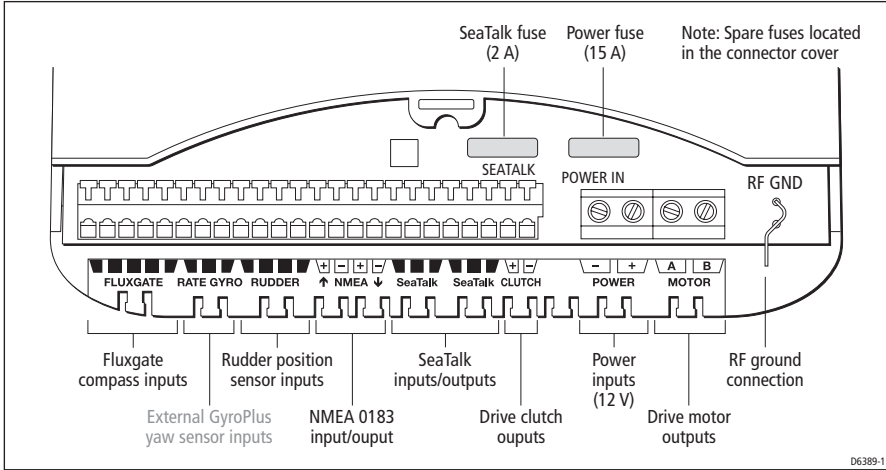 SeaTalk fuse
(2 A)
Power fuse
(15 A)
Note: Spare fuses located
in the connector cover
SEATALK
POWER IN
RF GND
FLUXGATE
RATE GYRO
RUDDER
+ − + −
↑ NMEA ↓
SeaTalk
SeaTalk
+ −
CLUTCH
− +
POWER
A B
MOTOR
Fluxgate
compass inputs
Rudder position
sensor inputs
SeaTalk
inputs/outputs
Power
inputs
(12 V)
RF ground
connection
External GyroPlus
yaw sensor inputs
NMEA 0183
input/ouput
Drive clutch
ouputs
Drive motor
outputs
D6389-1